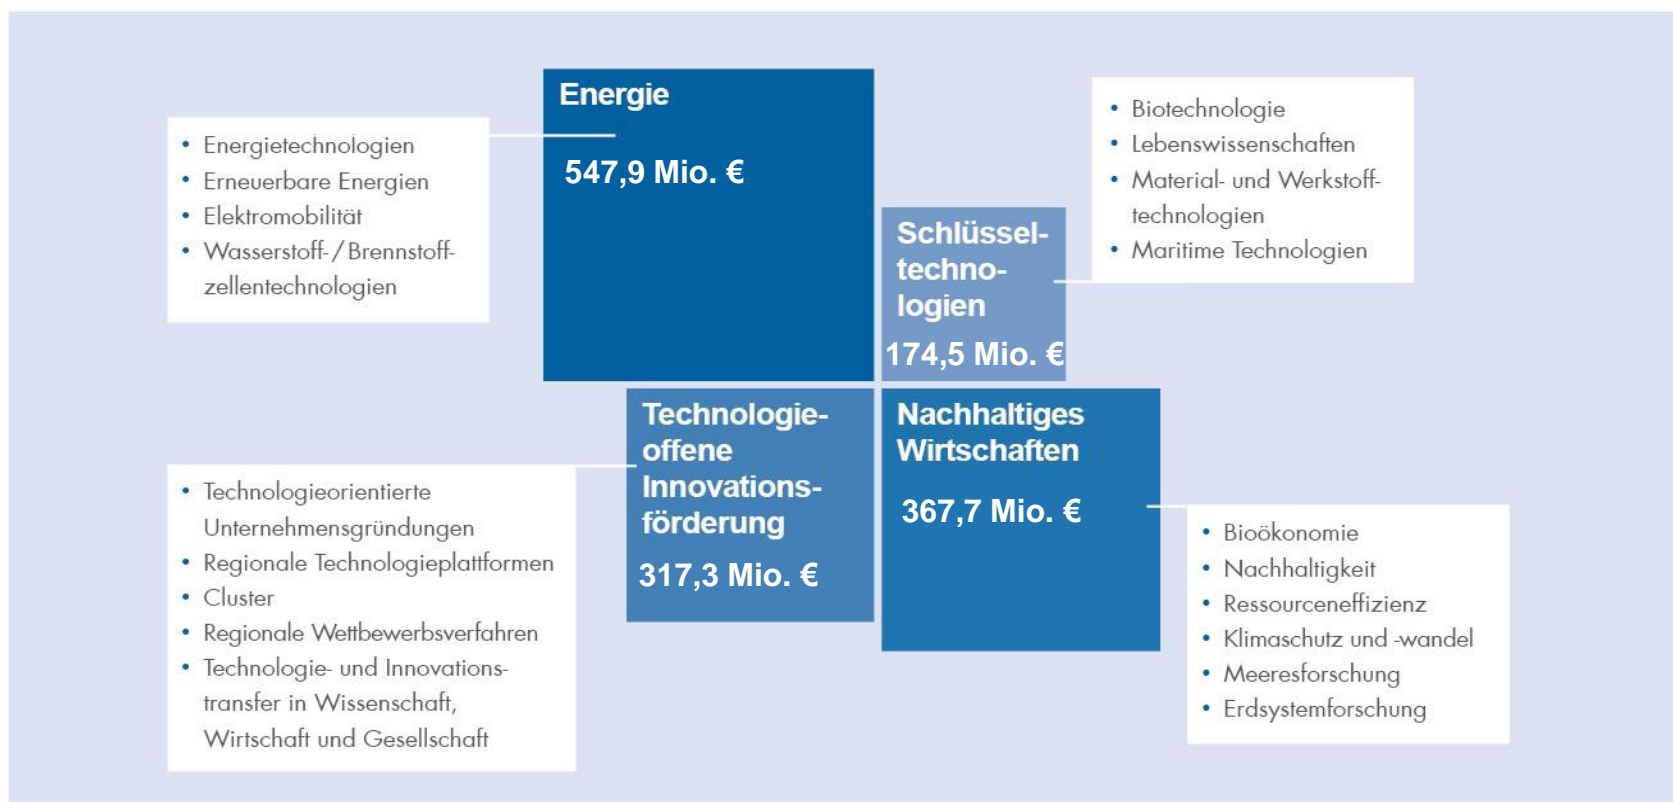 Energie
547,9 Mio. €
• Energietechnologien
• Erneuerbare Energien
• Elektromobilität
• Wasserstoff-/Brennstoff-
zellentechnologien
Schlüssel-
techno-
logien
174,5 Mio. €
• Biotechnologie
• Lebenswissenschaften
• Material- und Werkstoff-
technologien
• Maritime Technologien
Technologie-
offene
Innovations-
förderung
317,3 Mio. €
• Technologieorientierte
Unternehmensgründungen
• Regionale Technologieplattformen
• Cluster
• Regionale Wettbewerbsverfahren
• Technologie- und Innovations-
transfer in Wissenschaft,
Wirtschaft und Gesellschaft
Nachhaltiges
Wirtschaften
367,7 Mio. €
• Bioökonomie
• Nachhaltigkeit
• Ressourceneffizienz
• Klimaschutz und -wandel
• Meeresforschung
• Erdsystemforschung